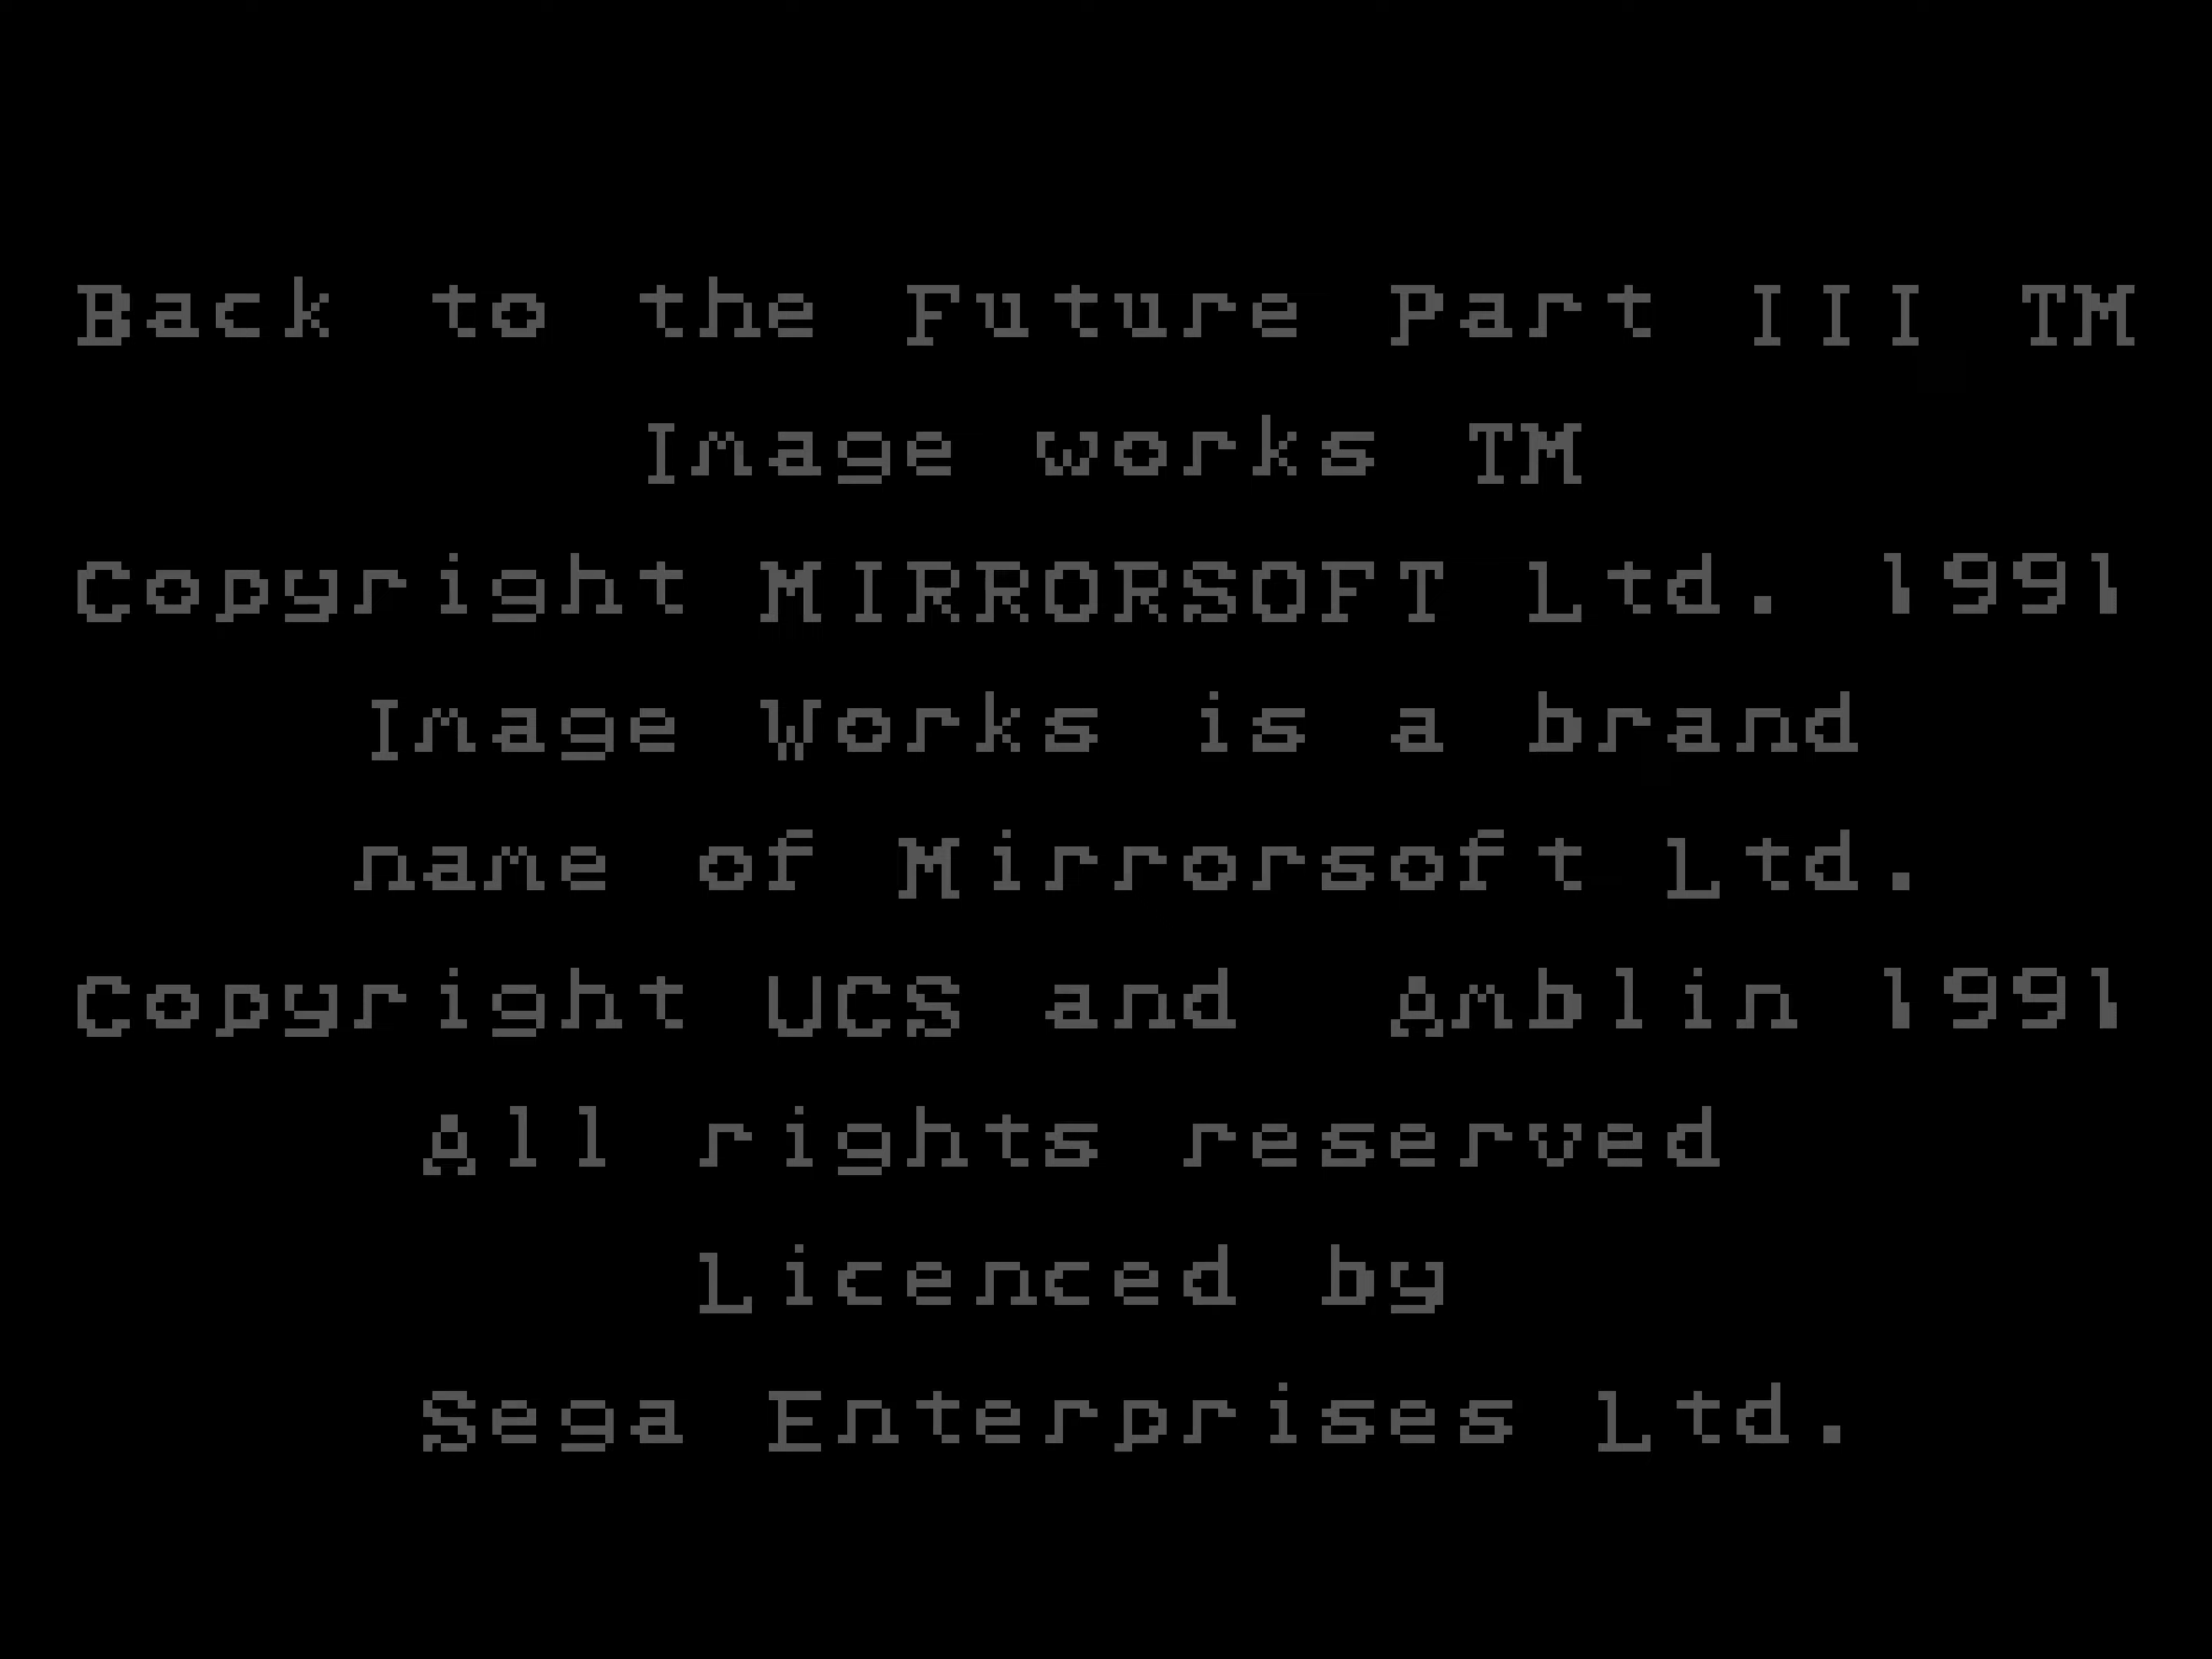 Back to the Future Part III TM
Image works TM
Copyright MIRRORSOFT Ltd. 1991
Image Works is a brand
name of Mirrorsoft Ltd.
Copyright UCS and Amblin 1991
All rights reserved
Licenced by
Sega Enterprises Ltd.